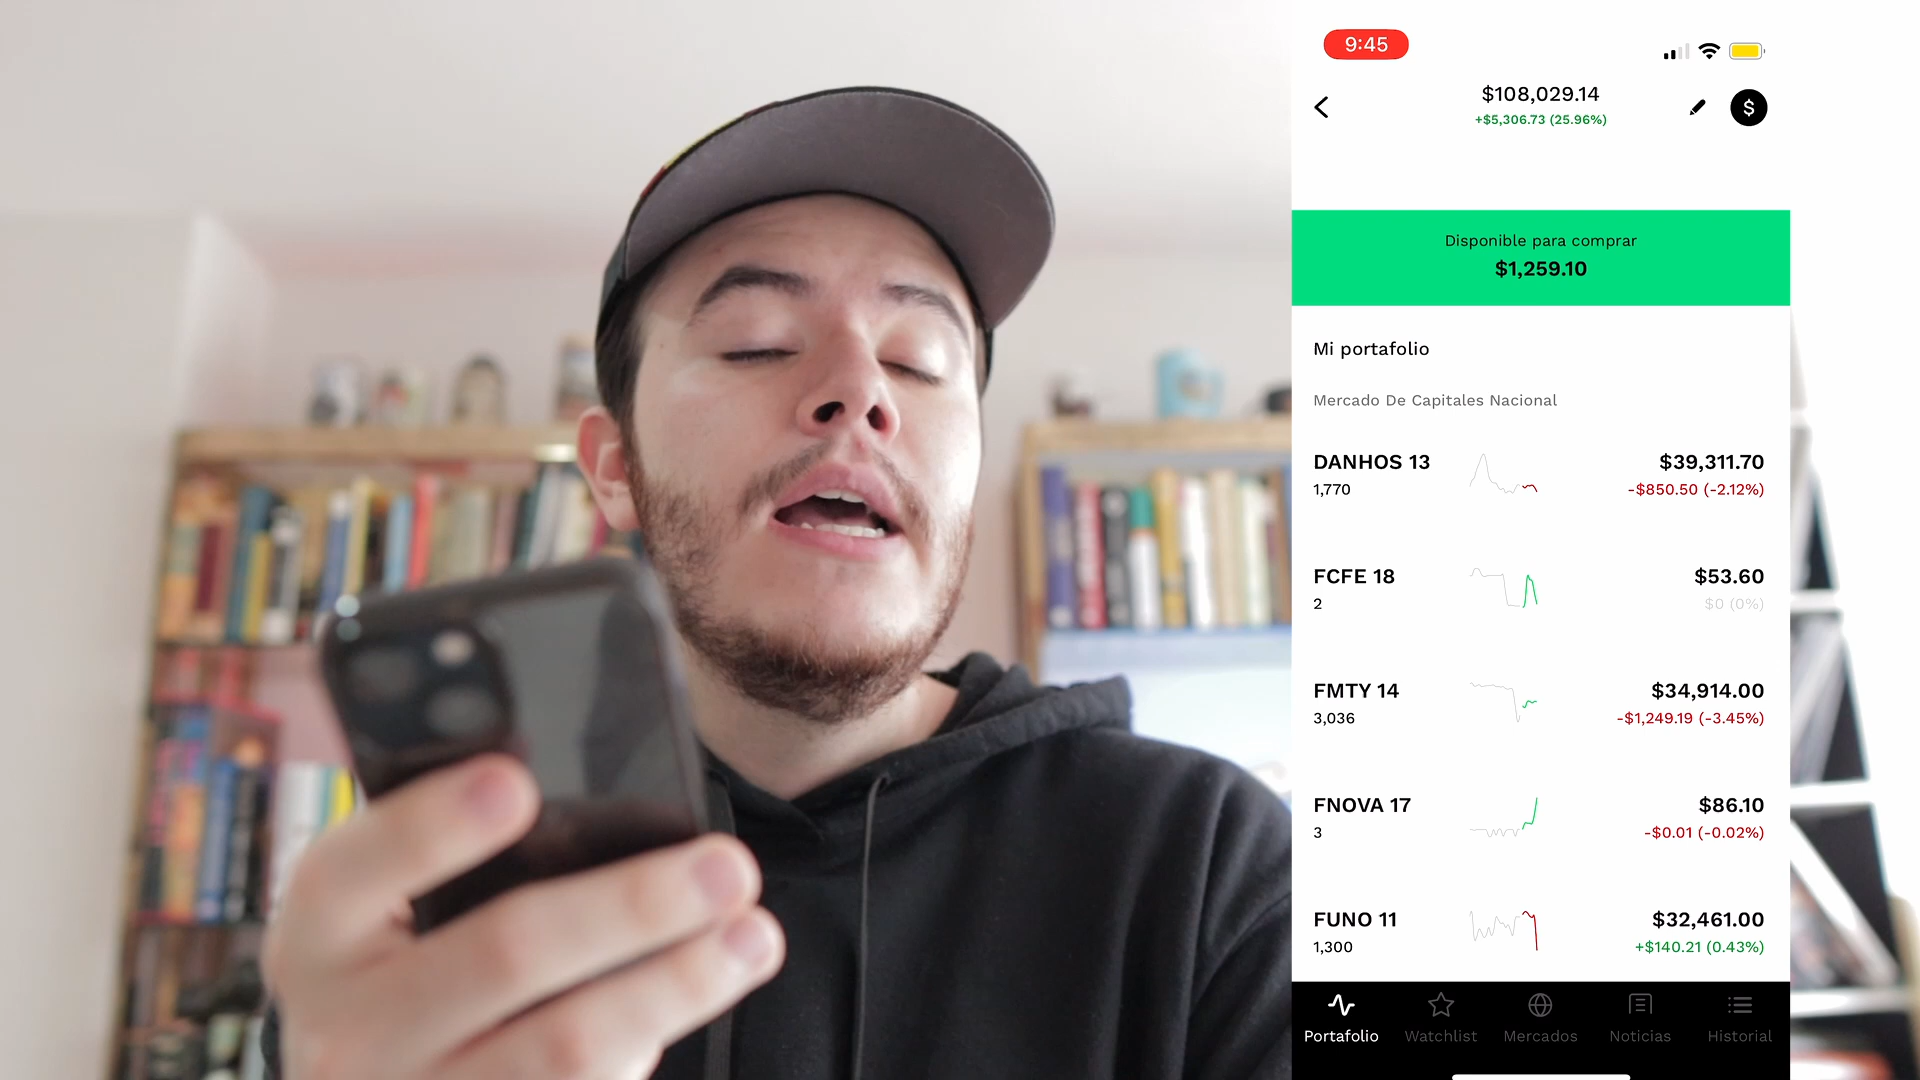 9:45
$108,029.14
+$5,306.73 (25.96%)
$
Disponible para comprar
$1,259.10
Mi portafolio
Mercado De Capitales Nacional
DANHOS 13
$39,311.70
1,770
-$850.50 (-2.12%)
FCFE 18
$53.60
2
$0 (0%)
FMTY 14
$34,914.00
3,036
-$1,249.19 (-3.45%)
FNOVA 17
$86.10
3
-$0.01 (-0.02%)
FUNO 11
$32,461.00
1,300
+$140.21 (0.43%)
Portafolio
Watchlist
Mercados
Noticias
Historial